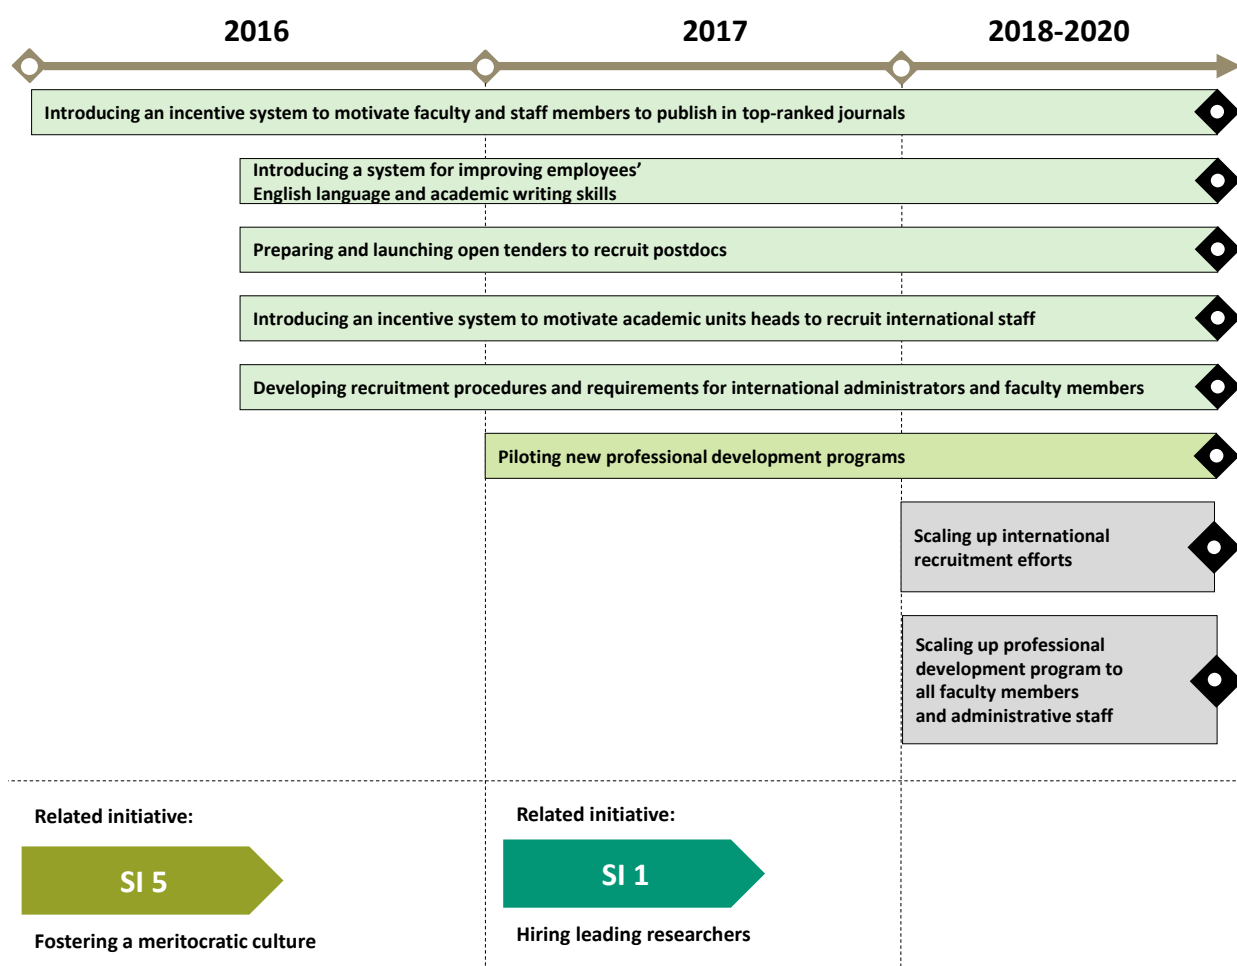 2016
2017
2018-2020
Introducing an incentive system to motivate faculty and staff members to publish in top-ranked journals
Introducing a system for improving employees’
English language and academic writing skills
Preparing and launching open tenders to recruit postdocs
Introducing an incentive system to motivate academic units heads to recruit international staff
Developing recruitment procedures and requirements for international administrators and faculty members
Piloting new professional development programs
Scaling up international
recruitment efforts
Scaling up professional
development program to
all faculty members
and administrative staff
Related initiative:
SI 5
Fostering a meritocratic culture
Related initiative:
SI 1
Hiring leading researchers